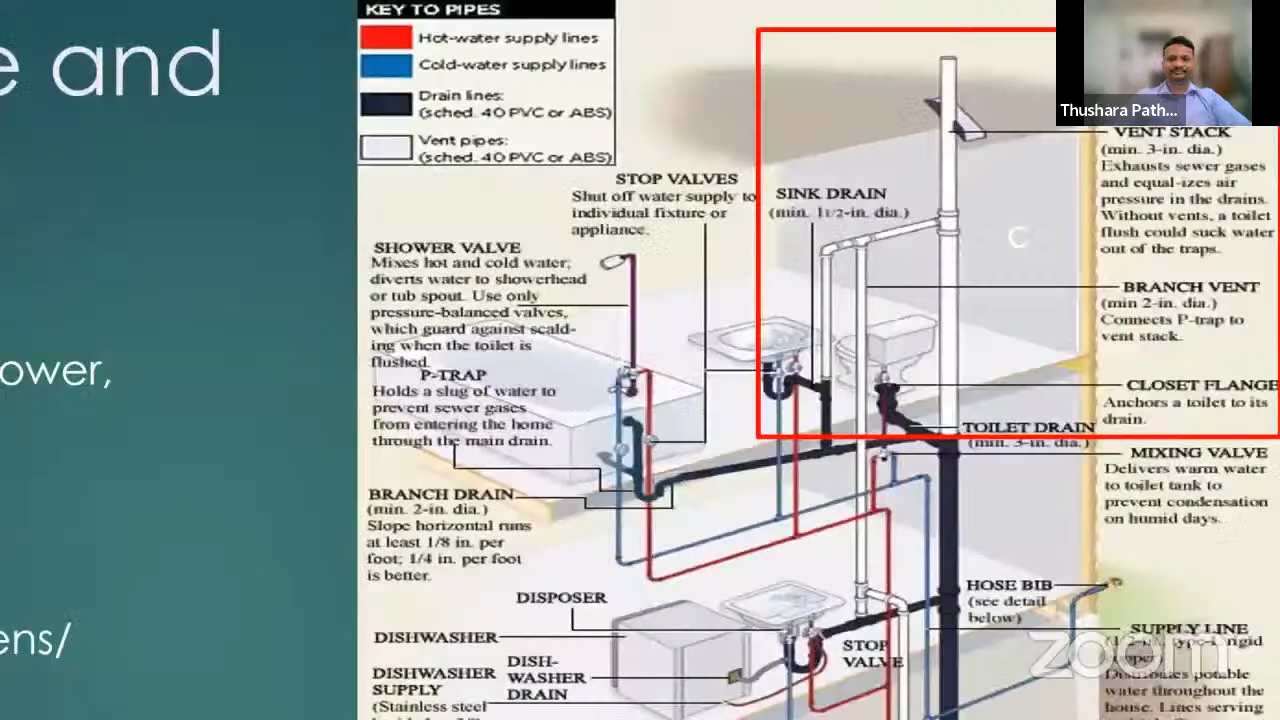 e and
ower,
ens/
KEY TO PIPES
Hot-water supply lines
Cold-water supply lines
Drain lines:
(sched. 40 PVC or ABS)
Vent pipes:
(sched. 40 PVC or ABS)
STOP VALVES
Shut off water supply to
individual fixture or
appliance.
SHOWER VALVE
Mixes hot and cold water;
diverts water to showerhead
or tub spout. Use only
pressure-balanced valves,
which guard against scald-
ing when the toilet is
flushed.
P-TRAP
Holds a slug of water to
prevent sewer gases
from entering the home
through the main drain.
BRANCH DRAIN
(min. 2-in. dia.)
Slope horizontal runs
at least 1/8 in. per
foot; 1/4 in. per foot
is better.
DISPOSER
DISHWASHER
DISHWASHER
SUPPLY
(Stainless steel
DISH-
WASHER
DRAIN
SINK DRAIN
(min. 11/2-in. dia.)
Thushara Path...
VENT STACK
(min. 3-in. dia.)
Exhausts sewer gases
and equal-izes air
pressure in the drains.
Without vents, a toilet
flush could suck water
out of the traps.
BRANCH VENT
(min 2-in. dia.)
Connects P-trap to
vent stack.
CLOSET FLANGE
Anchors a toilet to its
drain.
TOILET DRAIN
(min. 3-in. dia.)
MIXING VALVE
Delivers warm water
to toilet tank to
prevent condensation
on humid days.
HOSE BIB
(see detail
below)
STOP
VALVE
SUPPLY LINE
rigid
Distributes potable
water throughout the
house. Lines serving
zoom